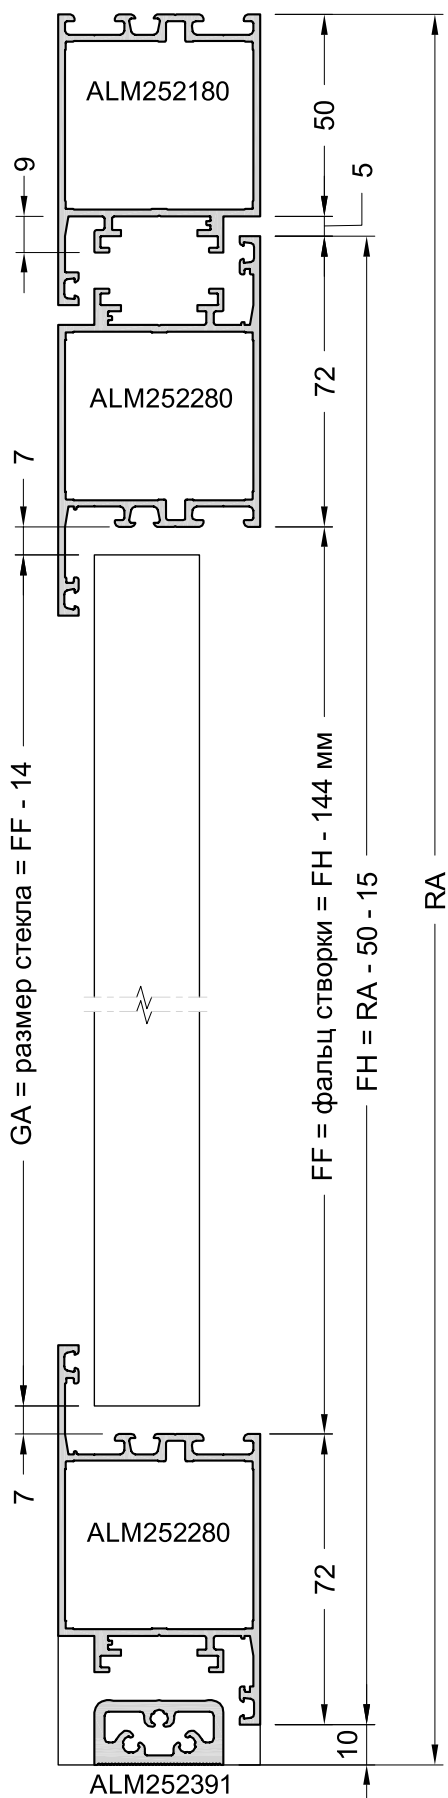 ALM252180
50
9
5
ALM252280
72
7
GA = размер стекла = FF - 14
FF = фальц створки = FH - 144 мм
FH = RA - 50 - 15
RA
7
ALM252280
72
10
ALM252391